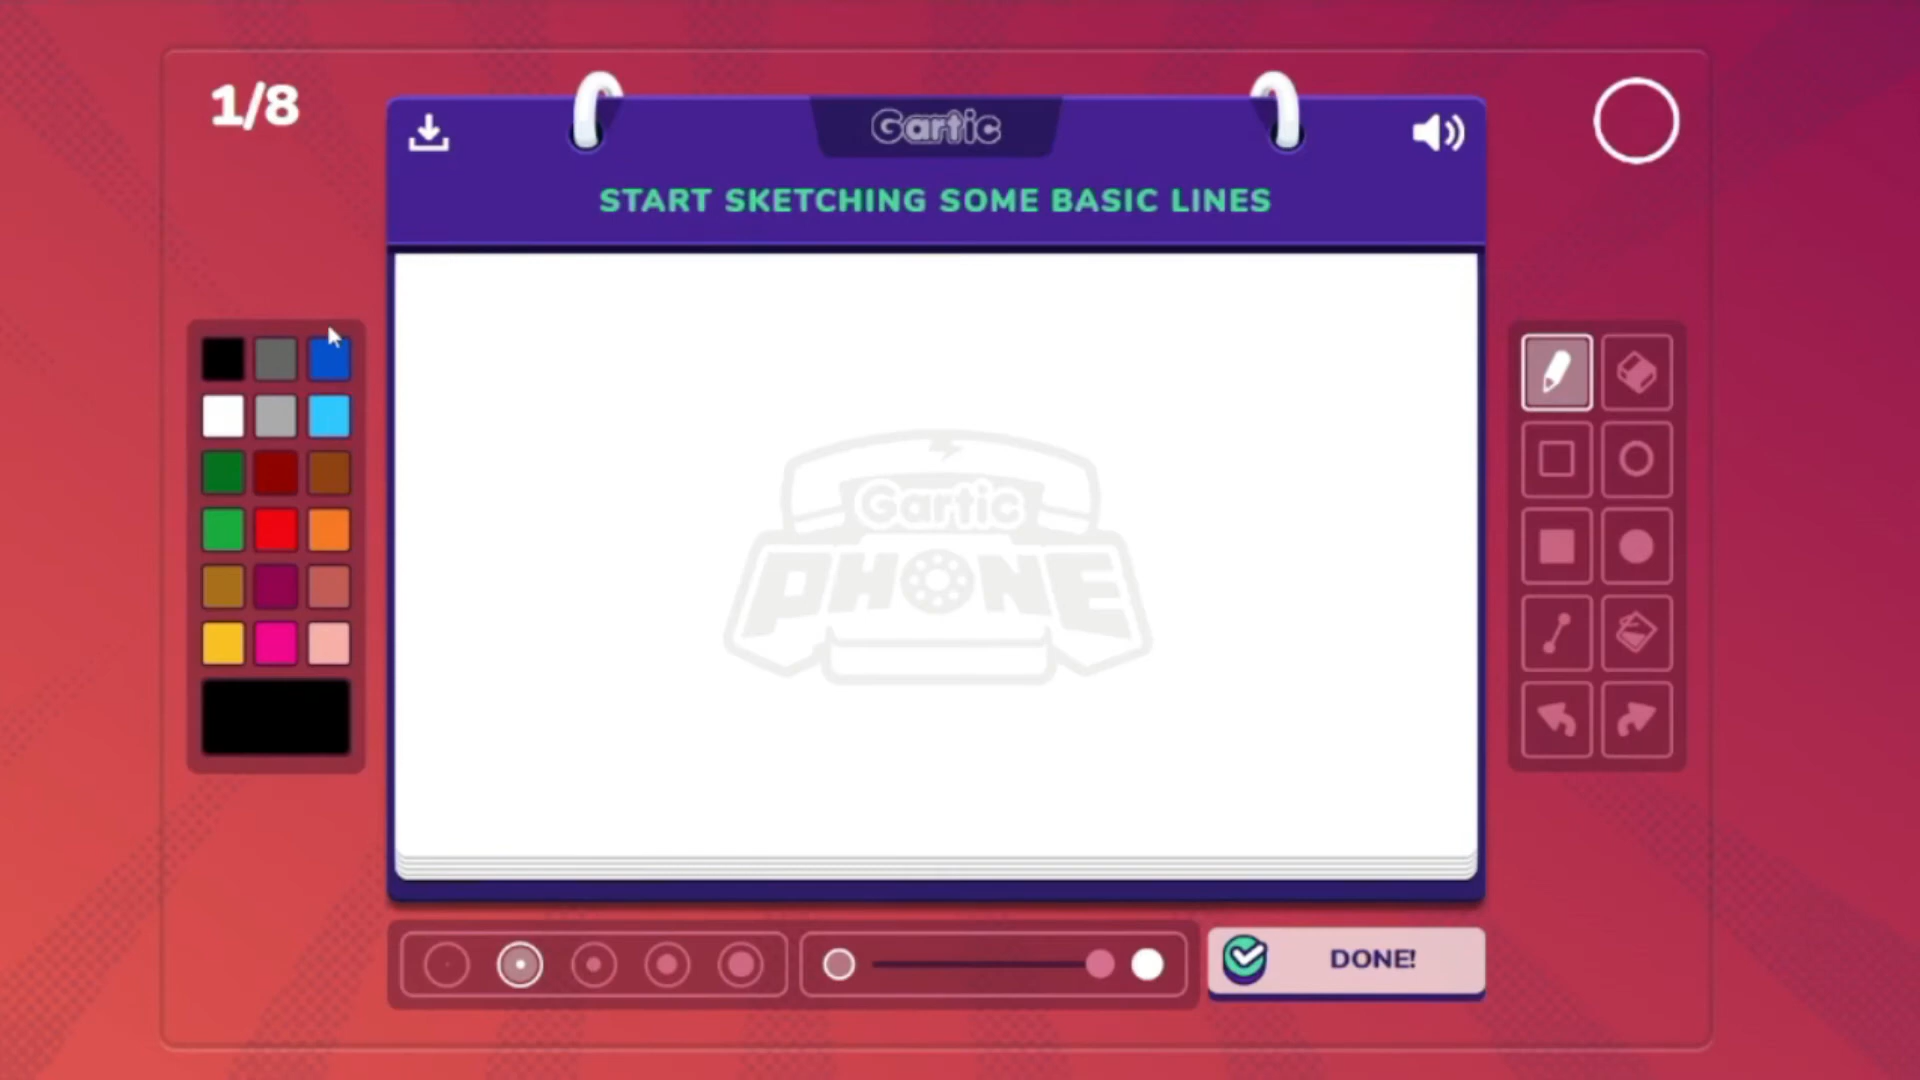 1/8
Gartic
START SKETCHING SOME BASIC LINES
Gartic
PHONE
DONE!